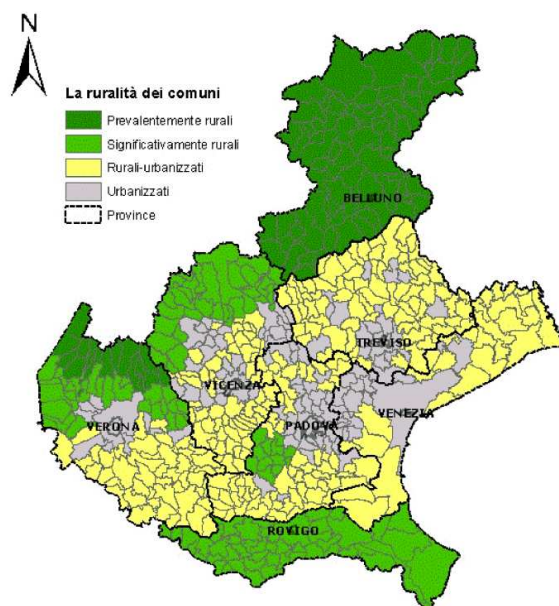 N
La ruralità dei comuni
Prevalentemente rurali
Significativamente rurali
Rurali-urbanizzati
Urbanizzati
Province
BELLUNO
TREVISO
VICENZA
VENEZIA
VERONA
PADOVA
ROVIGO